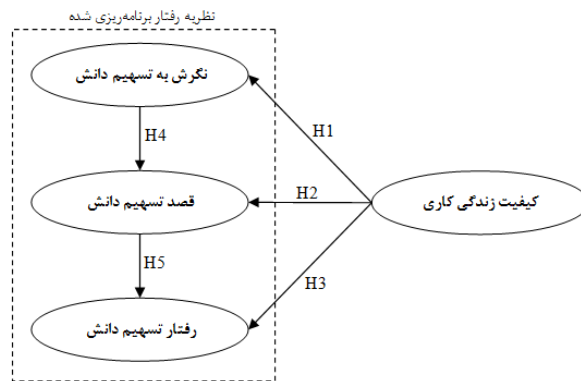 نظریه رفتار برنامه‌ریزی شده
نگرش به تسهیم دانش
H1
H4
قصد تسهیم دانش
H2
کیفیت زندگی کاری
H5
H3
رفتار تسهیم دانش